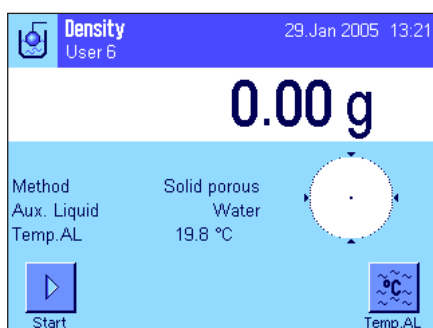 Density 29.Jan 2005 13:21
User 6
0.00 g
Method Solid porous
Aux. Liquid Water
Temp.AL 19.8 °C
°C
Start Temp.AL